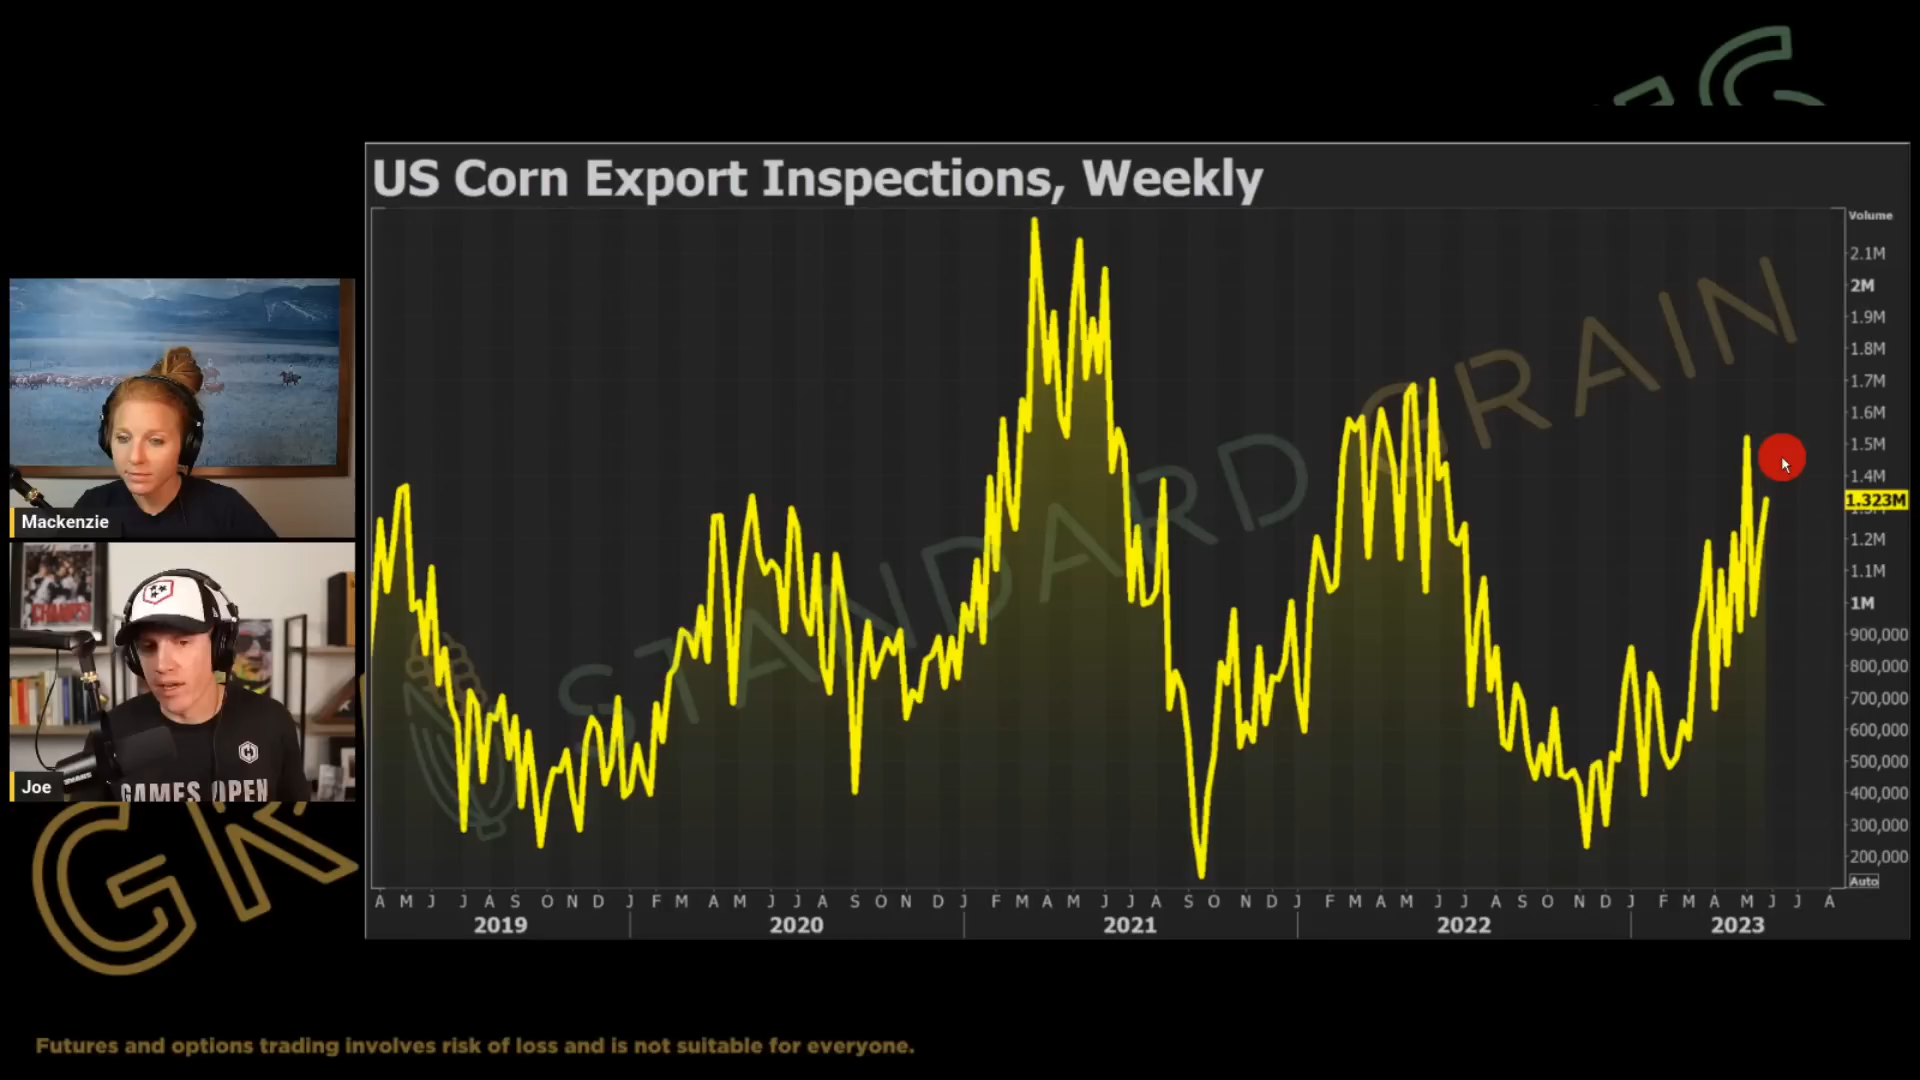 US Corn Export Inspections, Weekly
Volume
2.1M
2M
1.9M
1.8M
1.7M
1.6M
1.5M
1.4M
1.323M
1.2M
1.1M
1M
900,000
800,000
700,000
600,000
500,000
400,000
300,000
200,000
Auto
A M J J A S O N D J F M A M J J A S O N D J F M A M J J A S O N D J F M A M J J A S O N D J F M A M J J A
2019 2020 2021 2022 2023
STANDARD GRAIN
Mackenzie
CHAMPS!
GAMES OPEN
Joe
Futures and options trading involves risk of loss and is not suitable for everyone.